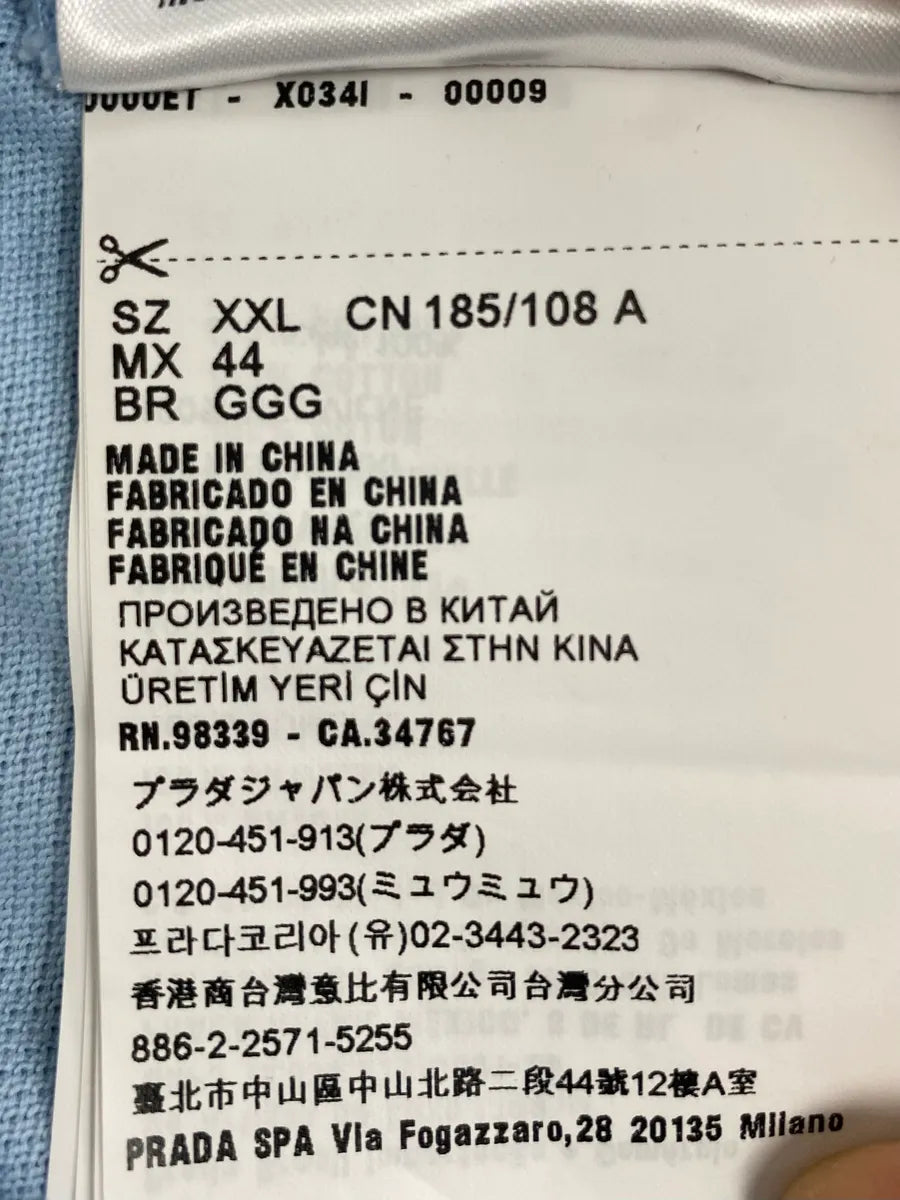 - X034I - 00009
SZ XXL CN 185/108 A
MX 44
BR GGG
MADE IN CHINA
FABRICADO EN CHINA
FABRICADO NA CHINA
FABRIQUÉ EN CHINE
ПРОИЗВЕДЕНО В КИТАЙ
ΚΑΤΑΣΚΕΥΑΖΕΤΑΙ ΣΤΗΝ ΚΙΝΑ
ÜRETİM YERİ ÇİN
RN.98339 - CA.34767
プラダジャパン株式会社
0120-451-913(プラダ)
0120-451-993(ミュウミュウ)
프라다코리아(유)02-3443-2323
香港商台灣意比有限公司台灣分公司
886-2-2571-5255
臺北市中山區中山北路二段44號12樓A室
PRADA SPA Via Fogazzaro,28 20135 Milano